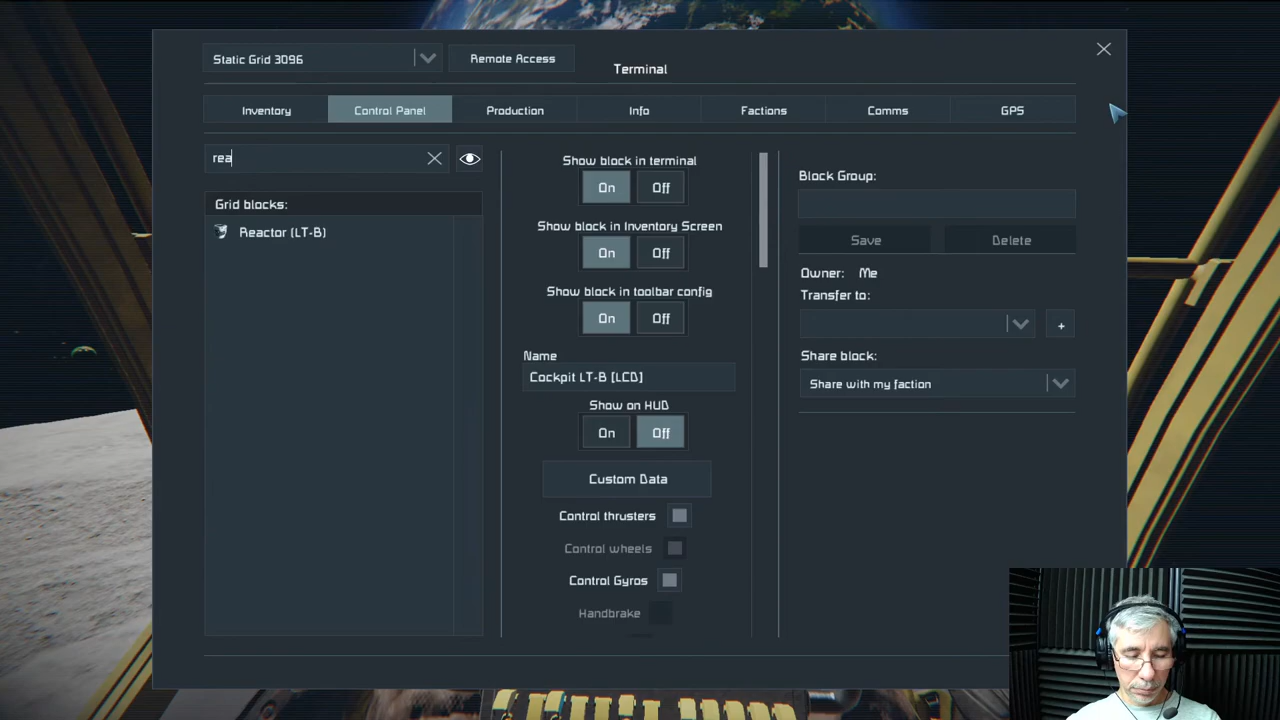 Static Grid 3096
Remote Access
Terminal
Inventory
Control Panel
Production
Info
Factions
Comms
GPS
rea
Grid blocks:
Reactor (LT-B)
Show block in terminal
On
Off
Show block in Inventory Screen
On
Off
Show block in toolbar config
On
Off
Name
Cockpit LT-B [LCD]
Show on HUD
On
Off
Custom Data
Control thrusters
Control wheels
Control Gyros
Handbrake
Block Group:
Save
Delete
Owner: Me
Transfer to:
+
Share block:
Share with my faction